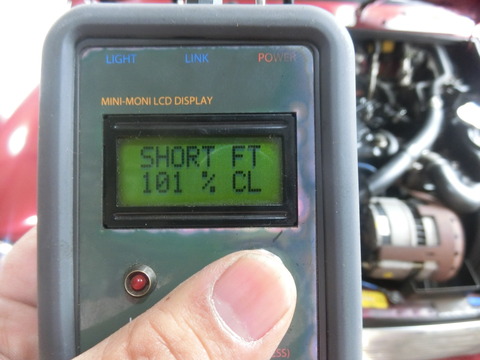 LIGHT LINK POWER
MINI-MONI LCD DISPLAY
SHORT FT
101 % CL